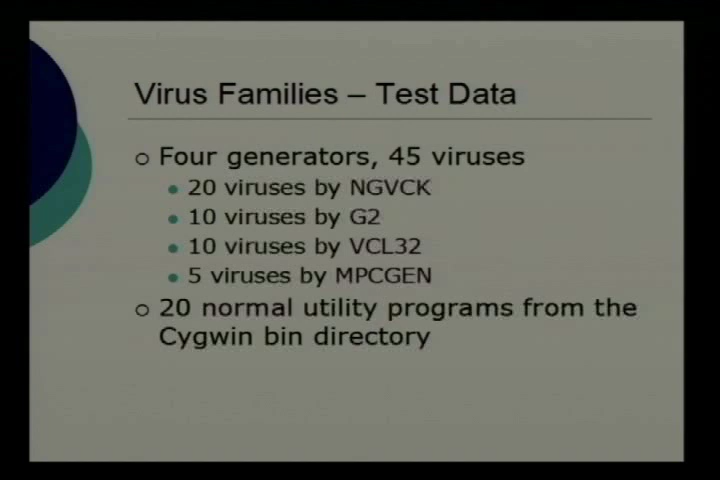 Virus Families – Test Data
Four generators, 45 viruses
20 viruses by NGVCK
10 viruses by G2
10 viruses by VCL32
5 viruses by MPCGEN
20 normal utility programs from the
Cygwin bin directory